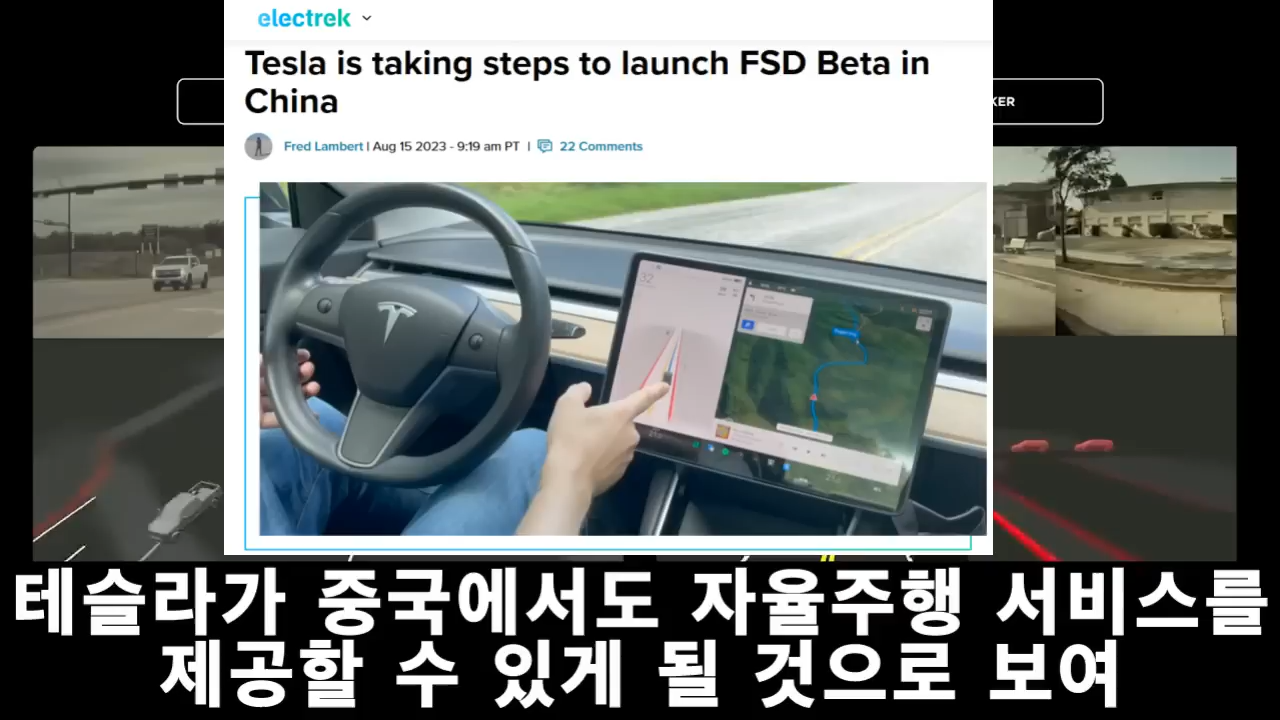 electrek
Tesla is taking steps to launch FSD Beta in
China
Fred Lambert | Aug 15 2023 - 9:19 am PT | 22 Comments
KER
32
테슬라가 중국에서도 자율주행 서비스를
제공할 수 있게 될 것으로 보여